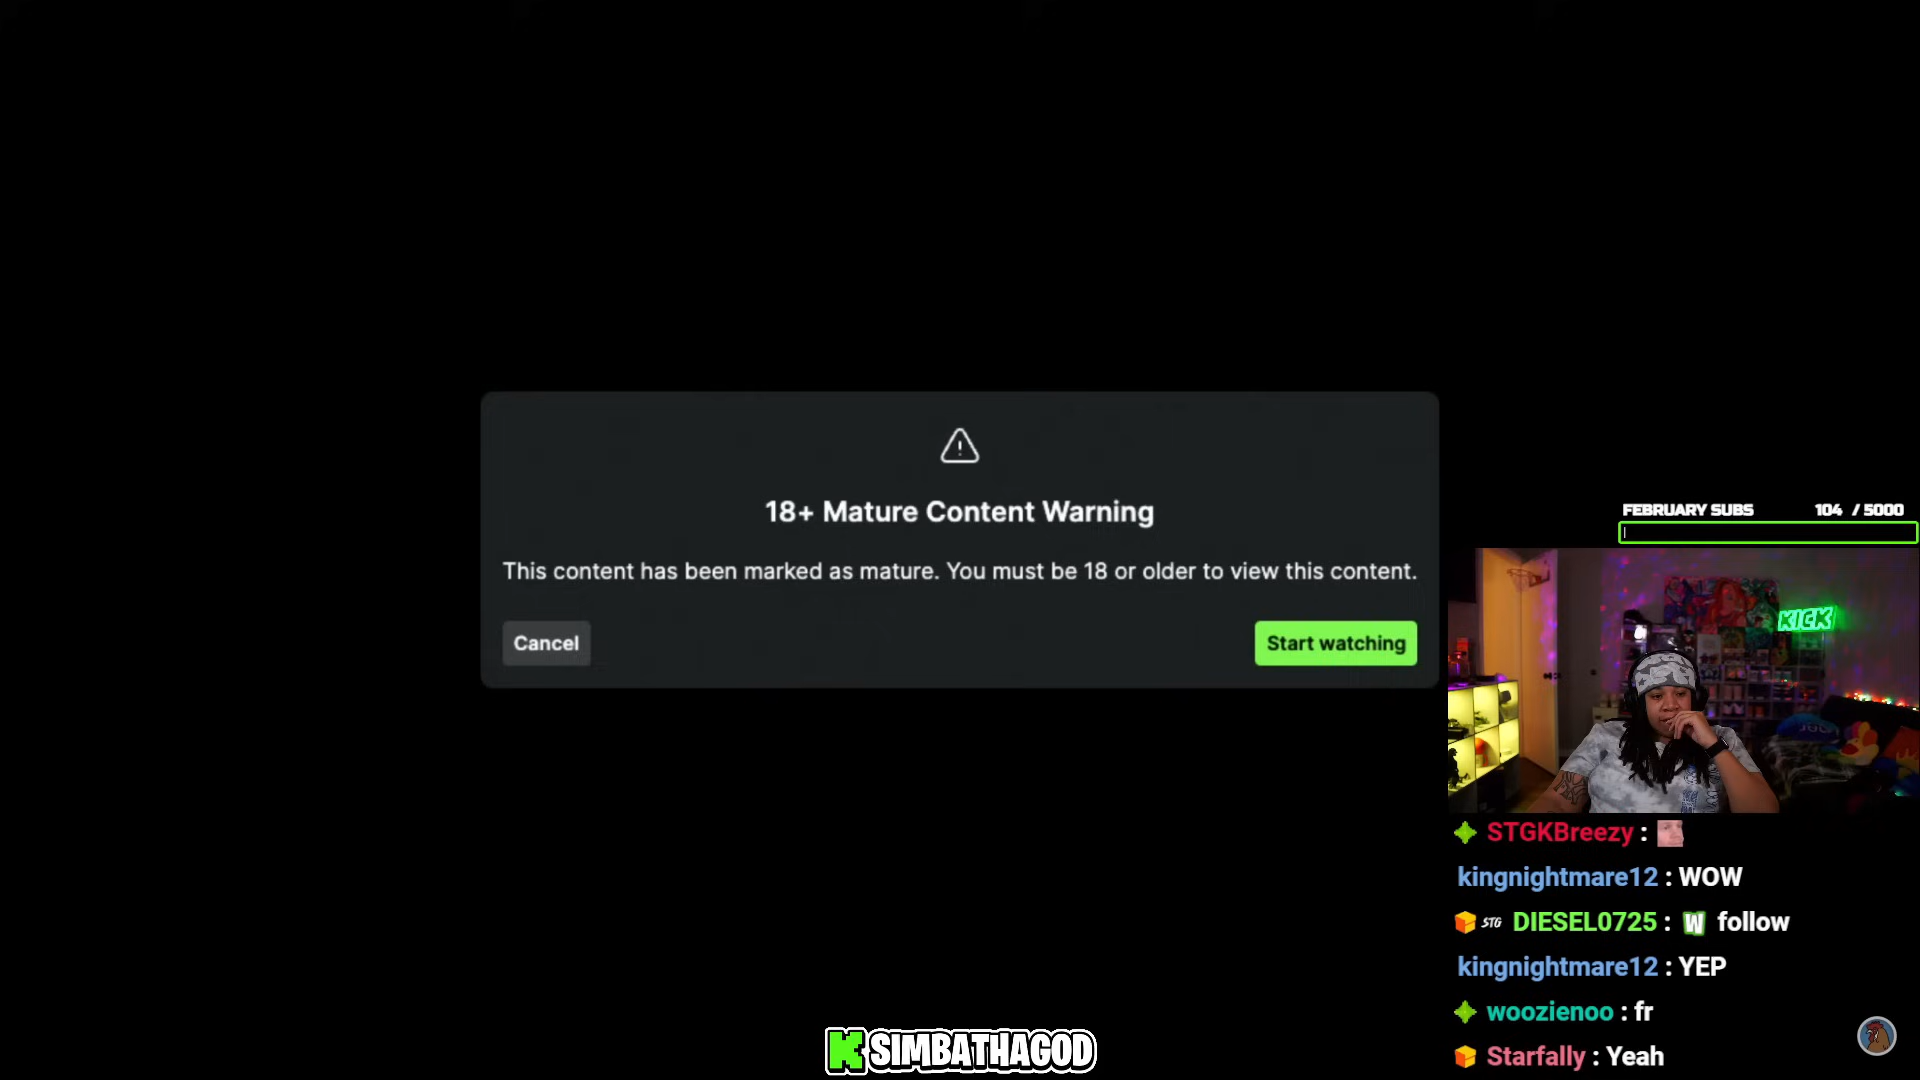 18+ Mature Content Warning
This content has been marked as mature. You must be 18 or older to view this content.
Cancel
Start watching
FEBRUARY SUBS 104 / 5000
KICK
STGKBreezy :
kingnightmare12 : WOW
STG DIESEL0725 : W follow
kingnightmare12 : YEP
woozienoo : fr
Starfally : Yeah
K SIMBATHAGOD